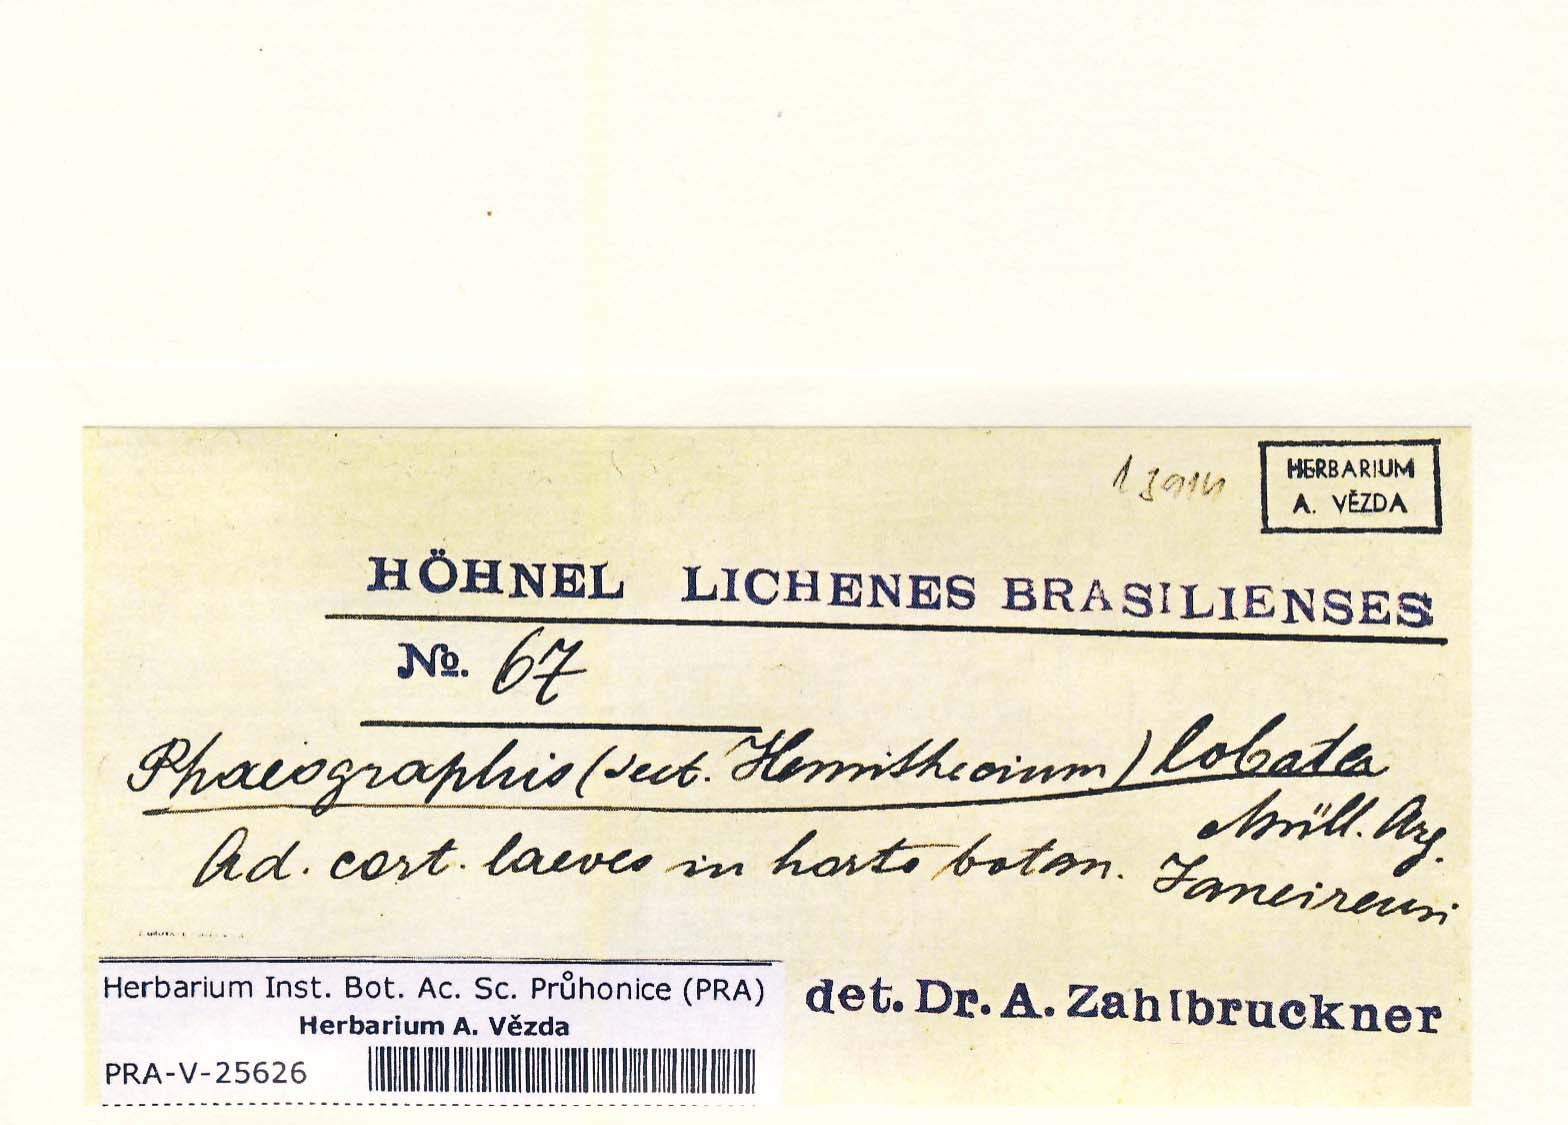 HERBARIUM
A. VĚZDA
HÖHNEL LICHENES BRASILIENSES
No. 67
Phaeographis (sect. Hemithecium) lobata
Müll. Arg.
Ad. cort. laeves in horto botan. Janeirensi
det. Dr. A. Zahlbruckner
Herbarium Inst. Bot. Ac. Sc. Průhonice (PRA)
Herbarium A. Vězda
PRA-V-25626